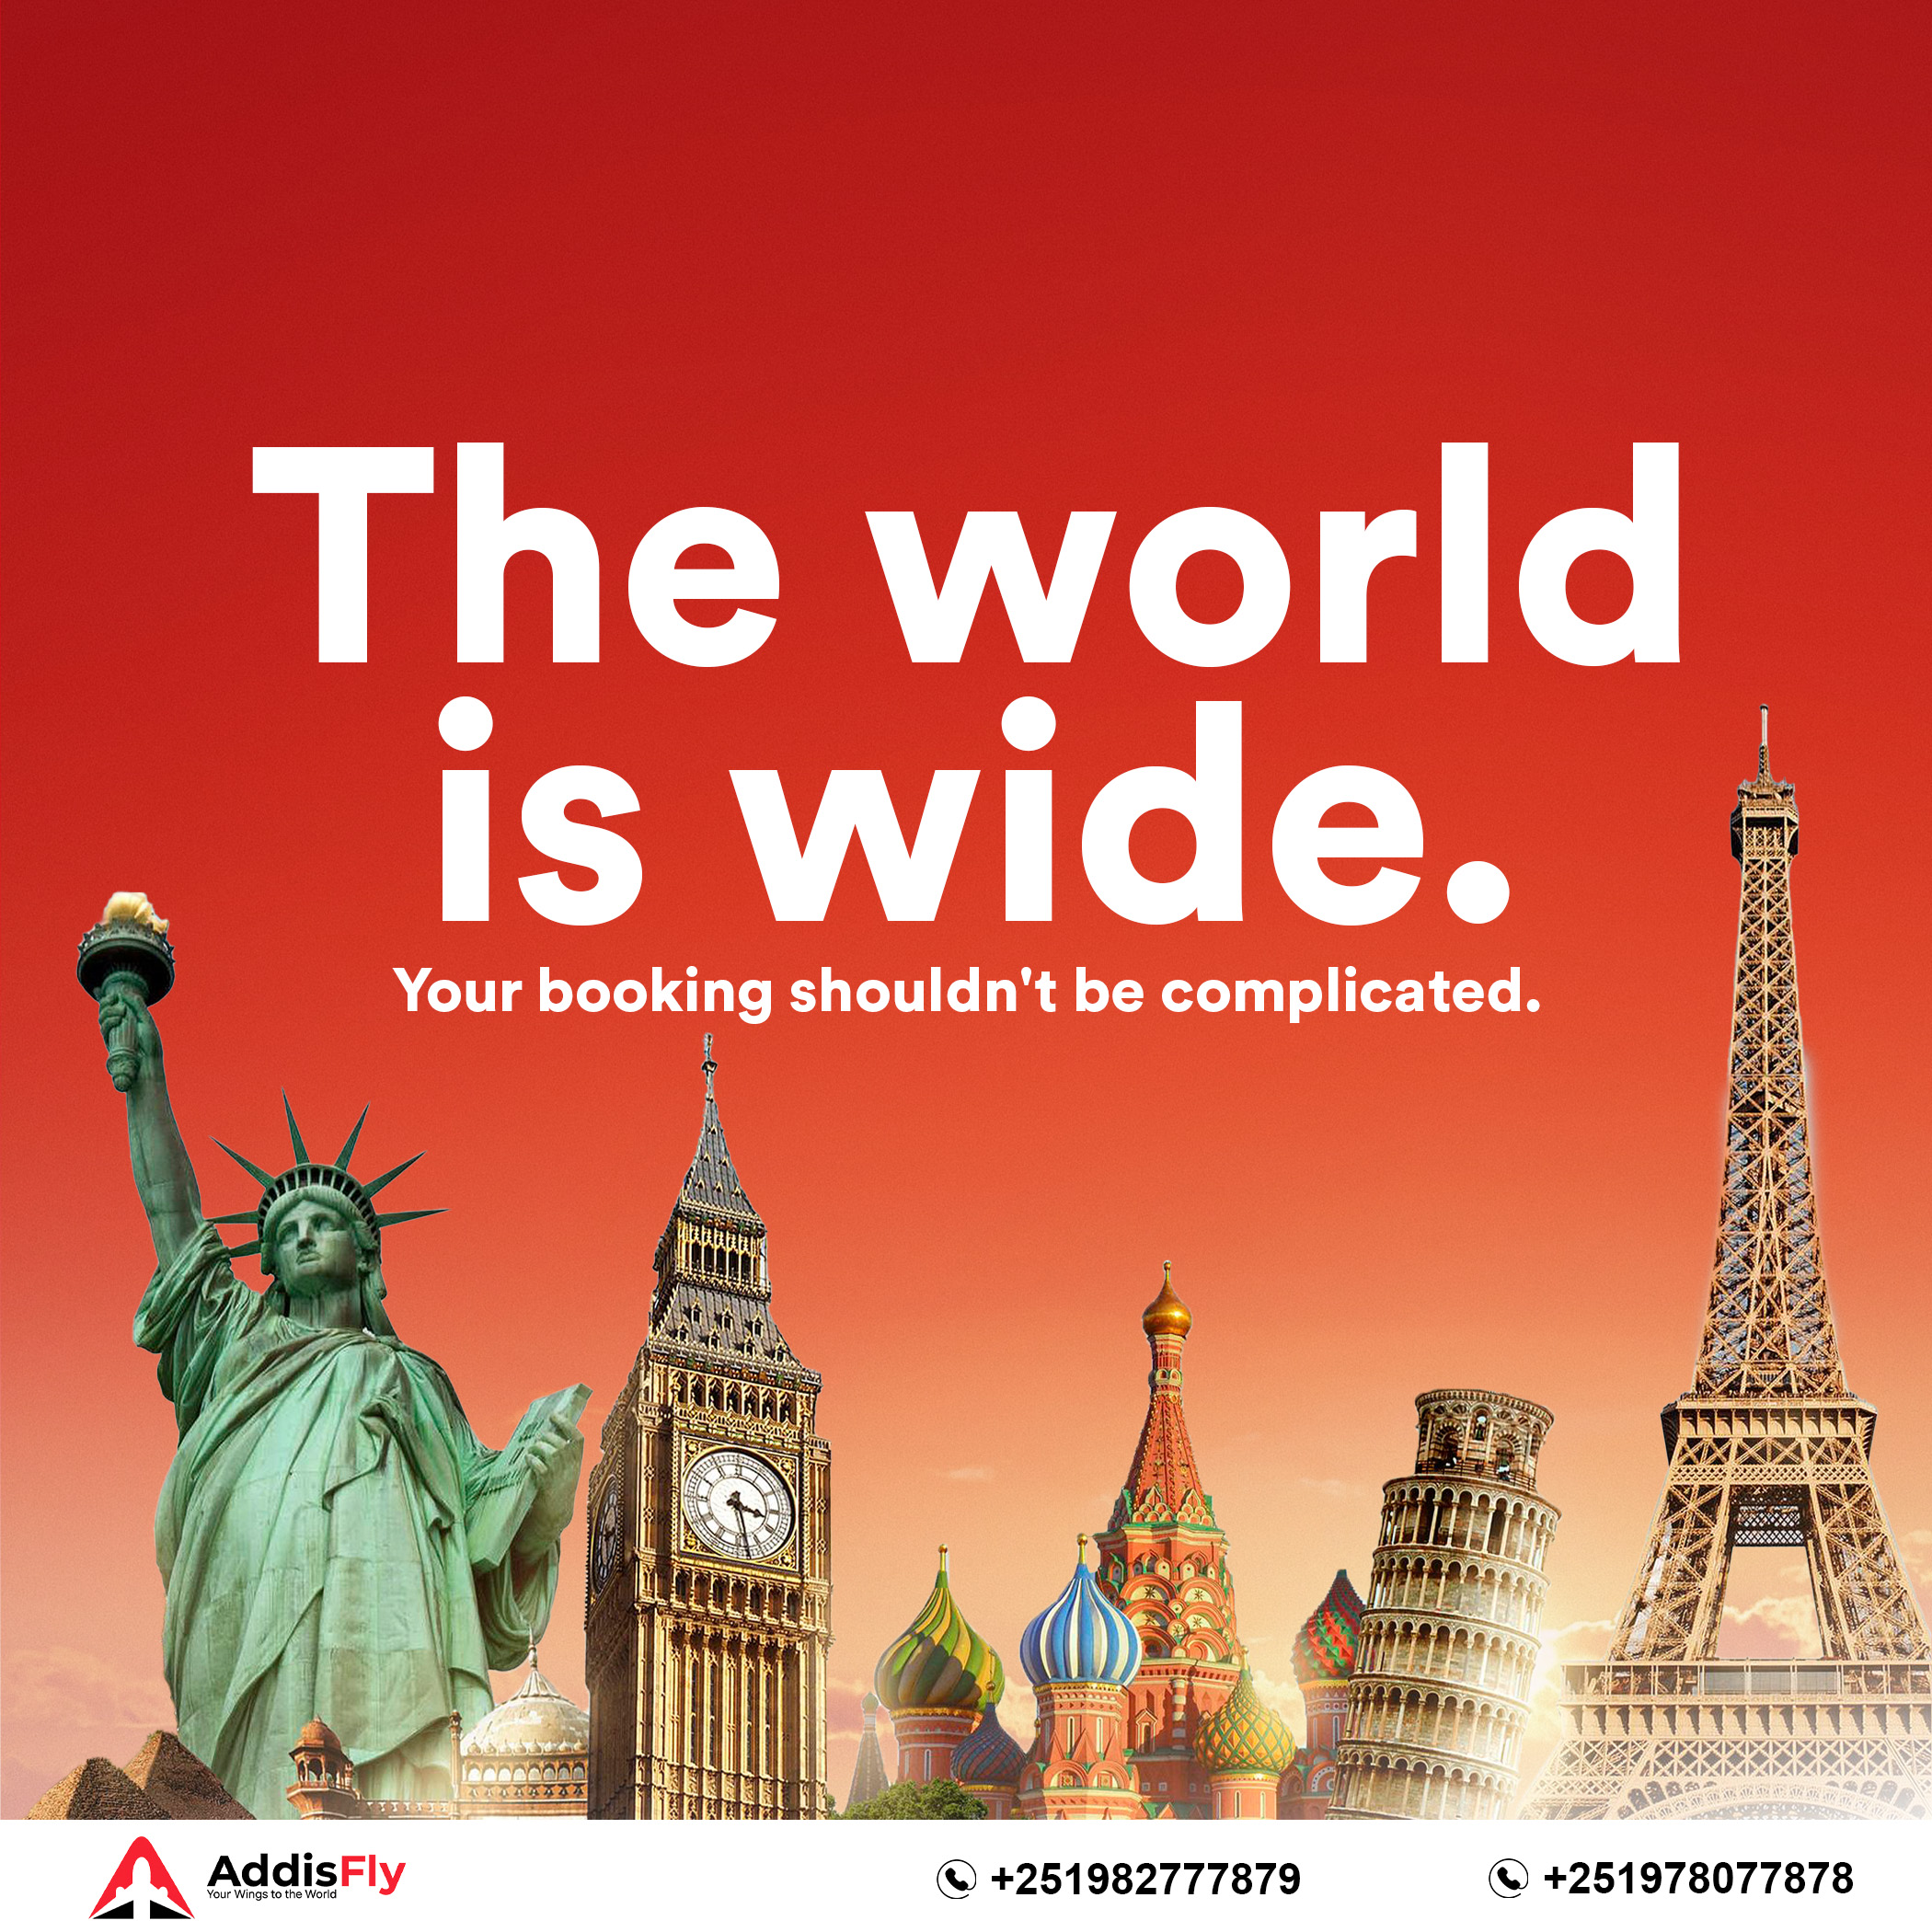 The world
is wide.
Your booking shouldn't be complicated.
AddisFly
Your Wings to the World
+251982777879
+251978077878